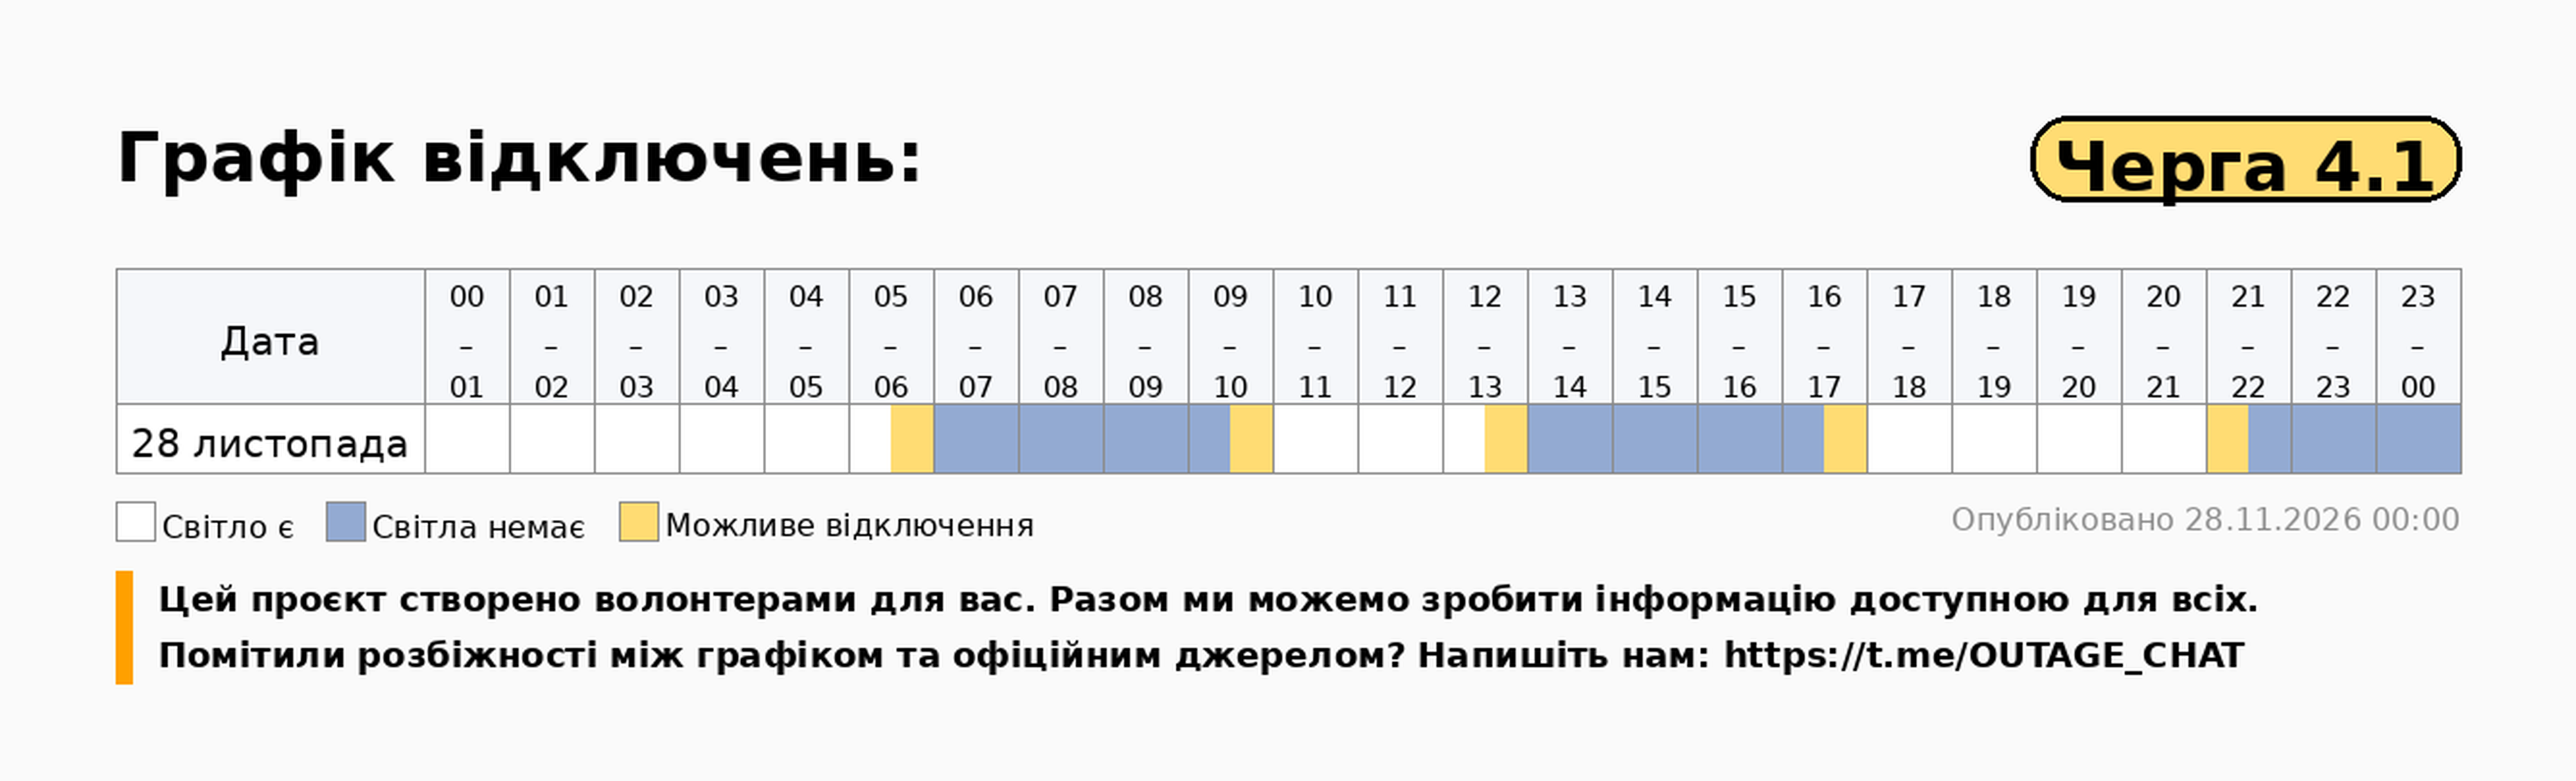 Графік відключень:
Черга 4.1
Дата
00 – 01
01 – 02
02 – 03
03 – 04
04 – 05
05 – 06
06 – 07
07 – 08
08 – 09
09 – 10
10 – 11
11 – 12
12 – 13
13 – 14
14 – 15
15 – 16
16 – 17
17 – 18
18 – 19
19 – 20
20 – 21
21 – 22
22 – 23
23 – 00
28 листопада
Світло є
Світла немає
Можливе відключення
Опубліковано 28.11.2026 00:00
Цей проєкт створено волонтерами для вас. Разом ми можемо зробити інформацію доступною для всіх.
Помітили розбіжності між графіком та офіційним джерелом? Напишіть нам: https://t.me/OUTAGE_CHAT